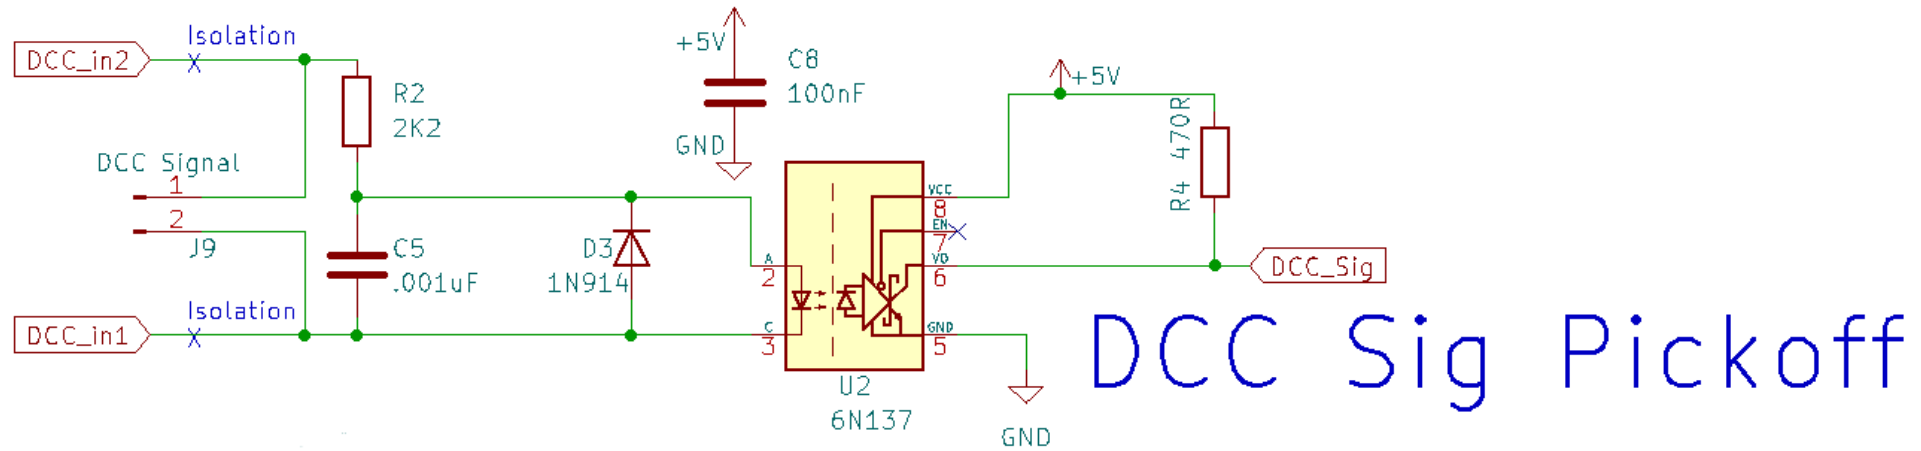 Isolation
DCC_in2
R2
2K2
+5V
C8
100nF
GND
+5V
R4 470R
DCC Signal
1
2
J9
C5
.001uF
D3
1N914
A
2
C
3
VCC
8
EN
7
VO
6
GND
5
DCC_Sig
Isolation
DCC_in1
U2
6N137
GND
DCC Sig Pickoff